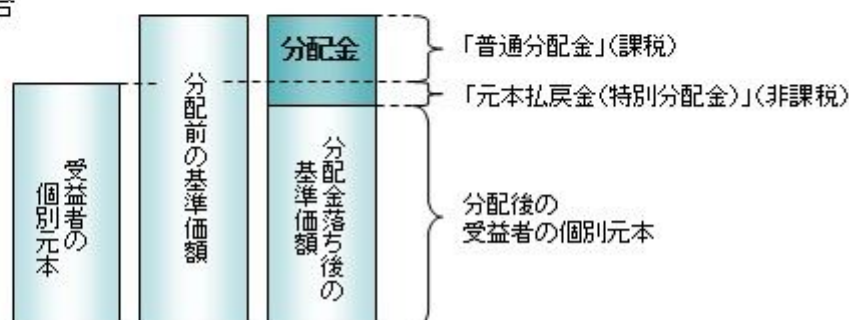 分配金
「普通分配金」(課税)
「元本払戻金(特別分配金)」(非課税)
受益者の
個別元本
分配前の基準価額
分配金落ち後の
基準価額
分配後の
受益者の個別元本